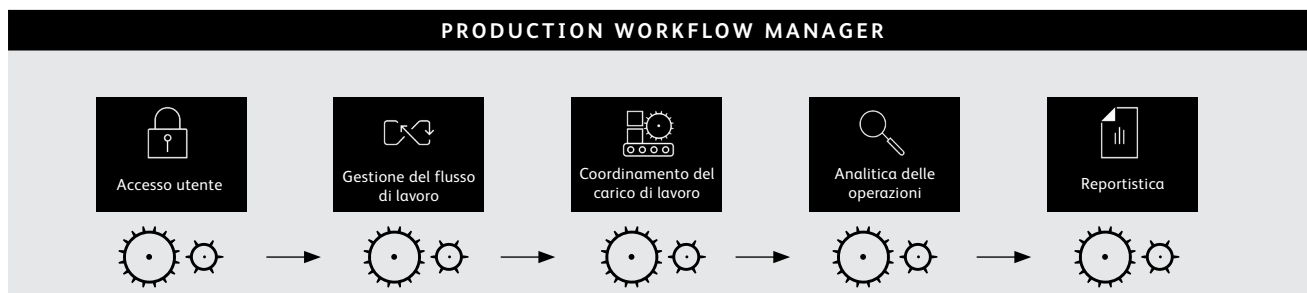 PRODUCTION WORKFLOW MANAGER
Accesso utente
Gestione del flusso
di lavoro
Coordinamento del
carico di lavoro
Analitica delle
operazioni
Reportistica